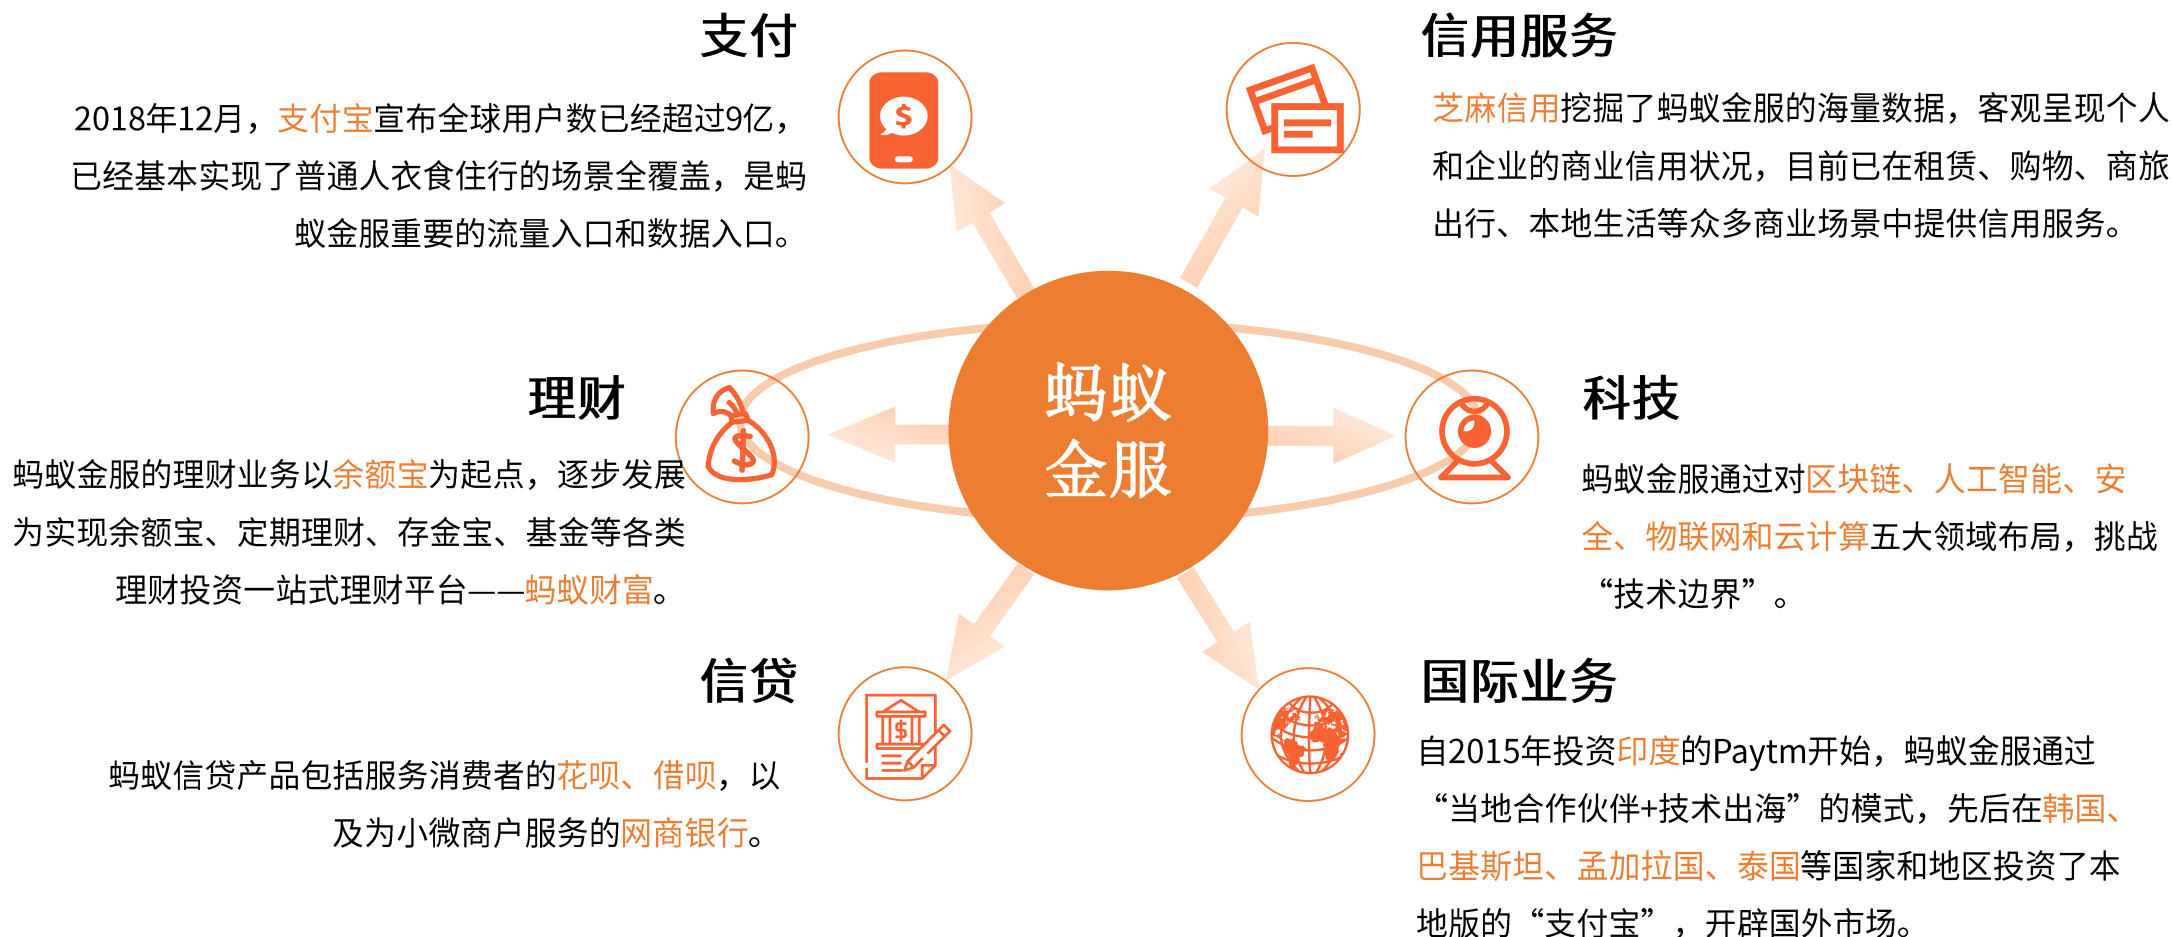 支付
2018年12月，支付宝宣布全球用户数已经超过9亿，
已经基本实现了普通人衣食住行的场景全覆盖，是蚂
蚁金服重要的流量入口和数据入口。
信用服务
芝麻信用挖掘了蚂蚁金服的海量数据，客观呈现个人
和企业的商业信用状况，目前已在租赁、购物、商旅
出行、本地生活等众多商业场景中提供信用服务。
蚂蚁
金服
理财
蚂蚁金服的理财业务以余额宝为起点，逐步发展
为实现余额宝、定期理财、存金宝、基金等各类
理财投资一站式理财平台——蚂蚁财富。
科技
蚂蚁金服通过对区块链、人工智能、安
全、物联网和云计算五大领域布局，挑战
“技术边界”。
信贷
蚂蚁信贷产品包括服务消费者的花呗、借呗，以
及为小微商户服务的网商银行。
国际业务
自2015年投资印度的Paytm开始，蚂蚁金服通过
“当地合作伙伴+技术出海”的模式，先后在韩国、
巴基斯坦、孟加拉国、泰国等国家和地区投资了本
地版的“支付宝”，开辟国外市场。